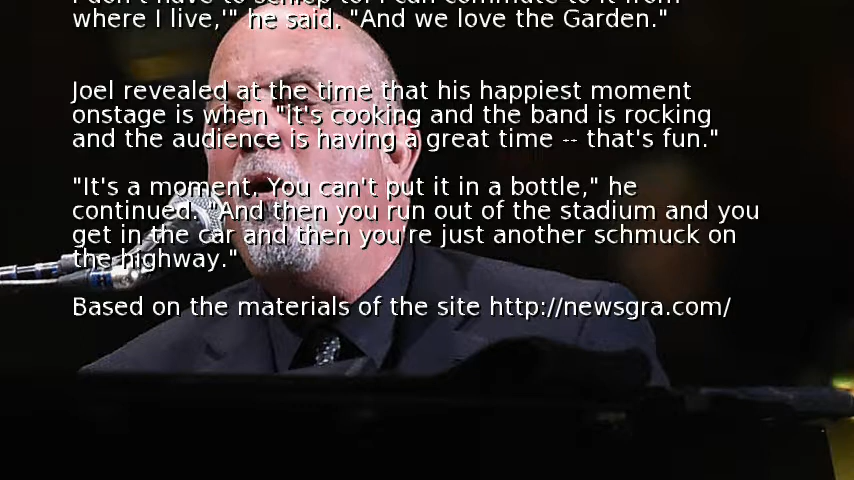 where I live,'" he said. "And we love the Garden."
Joel revealed at the time that his happiest moment
onstage is when "it's cooking and the band is rocking
and the audience is having a great time -- that's fun."
"It's a moment. You can't put it in a bottle," he
continued. "And then you run out of the stadium and you
get in the car and then you're just another schmuck on
the highway."
Based on the materials of the site http://newsgra.com/